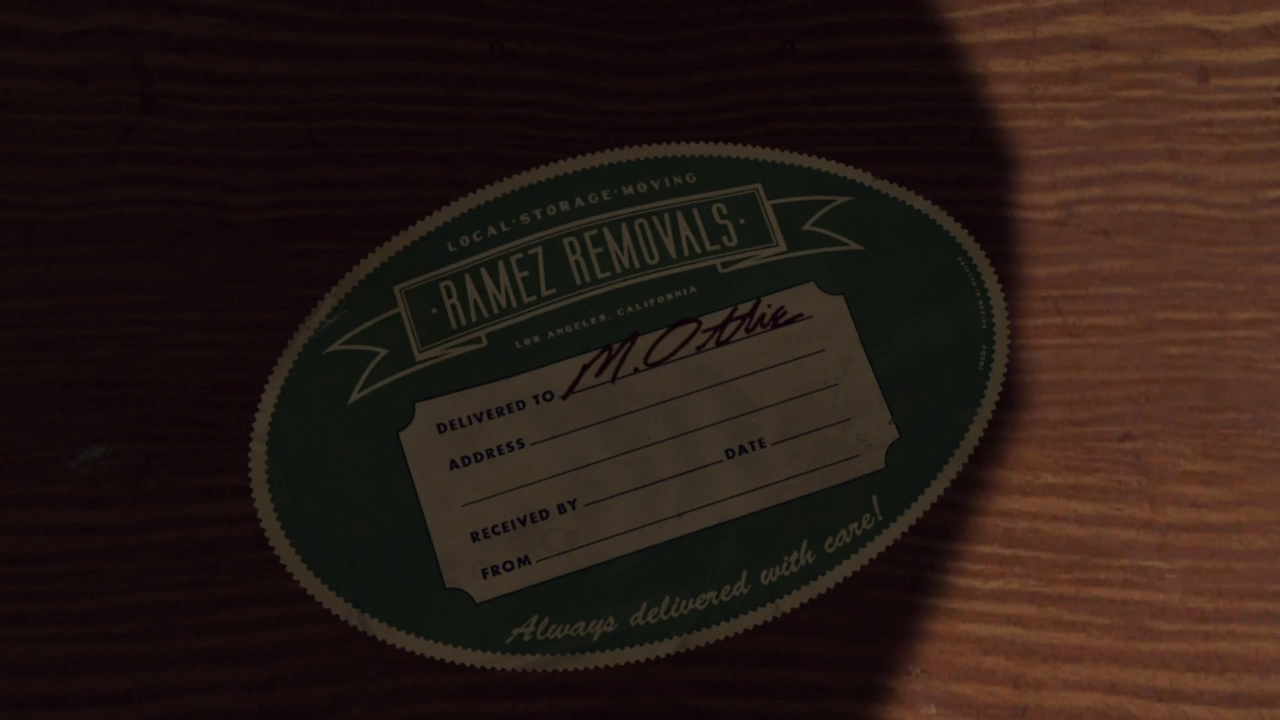 LOCAL·STORAGE·MOVING
·RAMEZ REMOVALS·
LOS ANGELES, CALIFORNIA
DELIVERED TO M. Ottlie
ADDRESS
RECEIVED BY DATE
FROM
Always delivered with care!